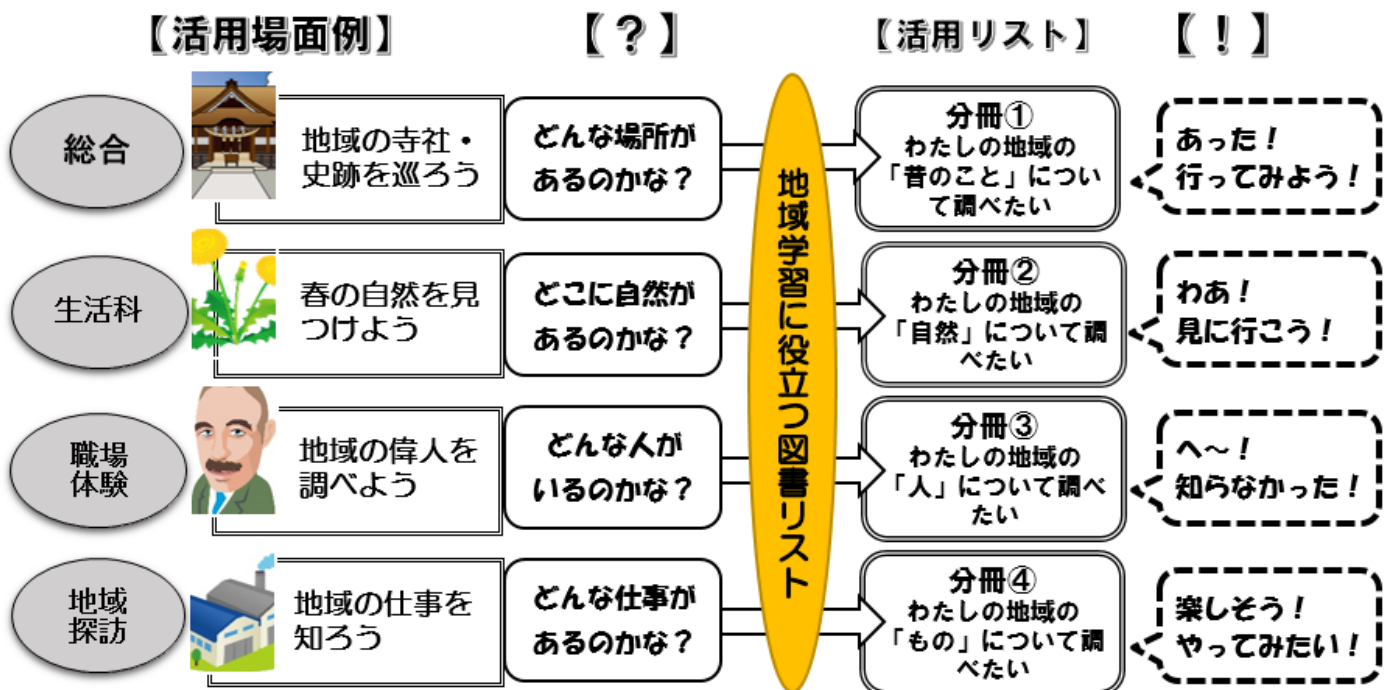 【活用場面例】
【？】
【活用リスト】
【！】
総合
地域の寺社・
史跡を巡ろう
どんな場所が
あるのかな？
分冊①
わたしの地域の
「昔のこと」につい
て調べたい
あった！
行ってみよう！
生活科
春の自然を見
つけよう
どこに自然が
あるのかな？
分冊②
わたしの地域の
「自然」について調
べたい
わあ！
見に行こう！
職場
体験
地域の偉人を
調べよう
どんな人が
いるのかな？
分冊③
わたしの地域の
「人」について調べ
たい
へ～！
知らなかった！
地域
探訪
地域の仕事を
知ろう
どんな仕事が
あるのかな？
分冊④
わたしの地域の
「もの」について調
べたい
楽しそう！
やってみたい！
地域学習に役立つ図書リスト